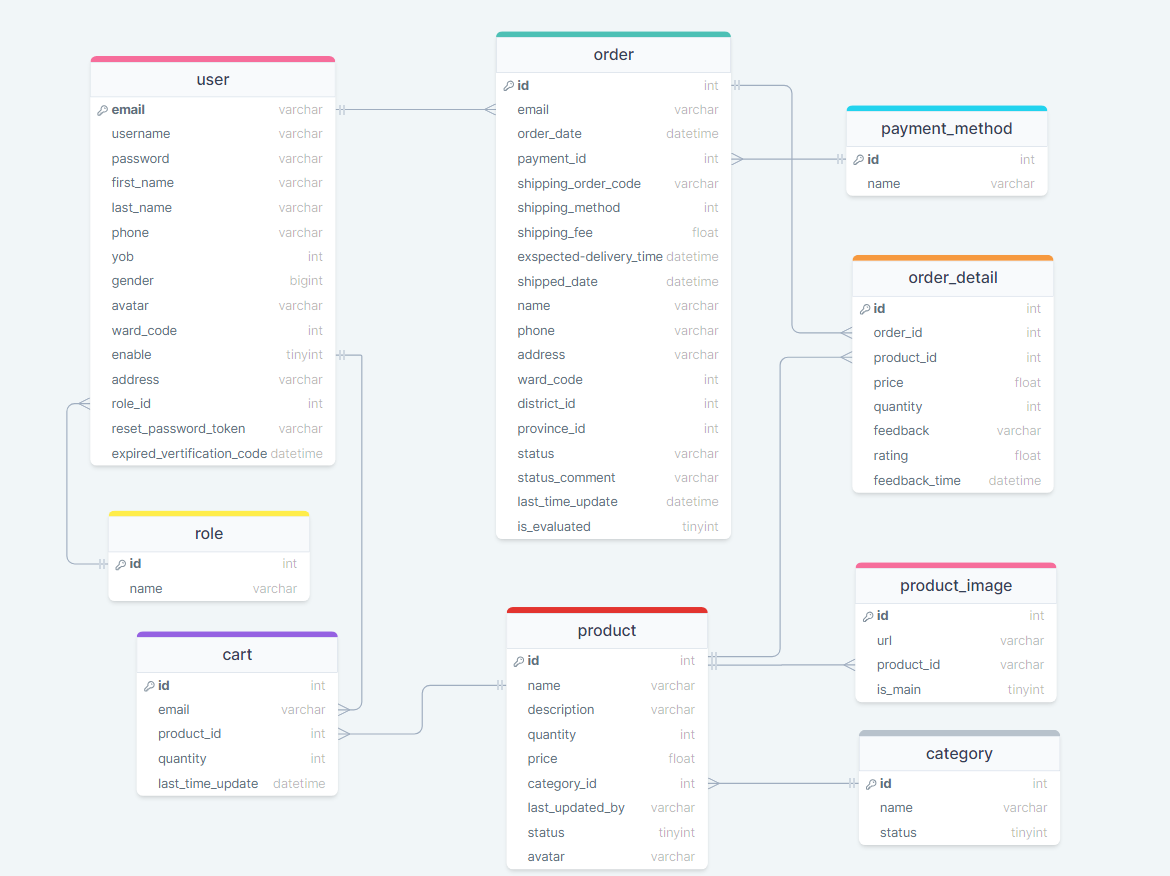 user
email varchar
username varchar
password varchar
first_name varchar
last_name varchar
phone varchar
yob int
gender bigint
avatar varchar
ward_code int
enable tinyint
address varchar
role_id int
reset_password_token varchar
expired_vertification_code datetime
role
id int
name varchar
cart
id int
email varchar
product_id int
quantity int
last_time_update datetime
order
id int
email varchar
order_date datetime
payment_id int
shipping_order_code varchar
shipping_method int
shipping_fee float
exspected-delivery_time datetime
shipped_date datetime
name varchar
phone varchar
address varchar
ward_code int
district_id int
province_id int
status varchar
status_comment varchar
last_time_update datetime
is_evaluated tinyint
product
id int
name varchar
description varchar
quantity int
price float
category_id int
last_updated_by varchar
status tinyint
avatar varchar
payment_method
id int
name varchar
order_detail
id int
order_id int
product_id int
price float
quantity int
feedback varchar
rating float
feedback_time datetime
product_image
id int
url varchar
product_id varchar
is_main tinyint
category
id int
name varchar
status tinyint